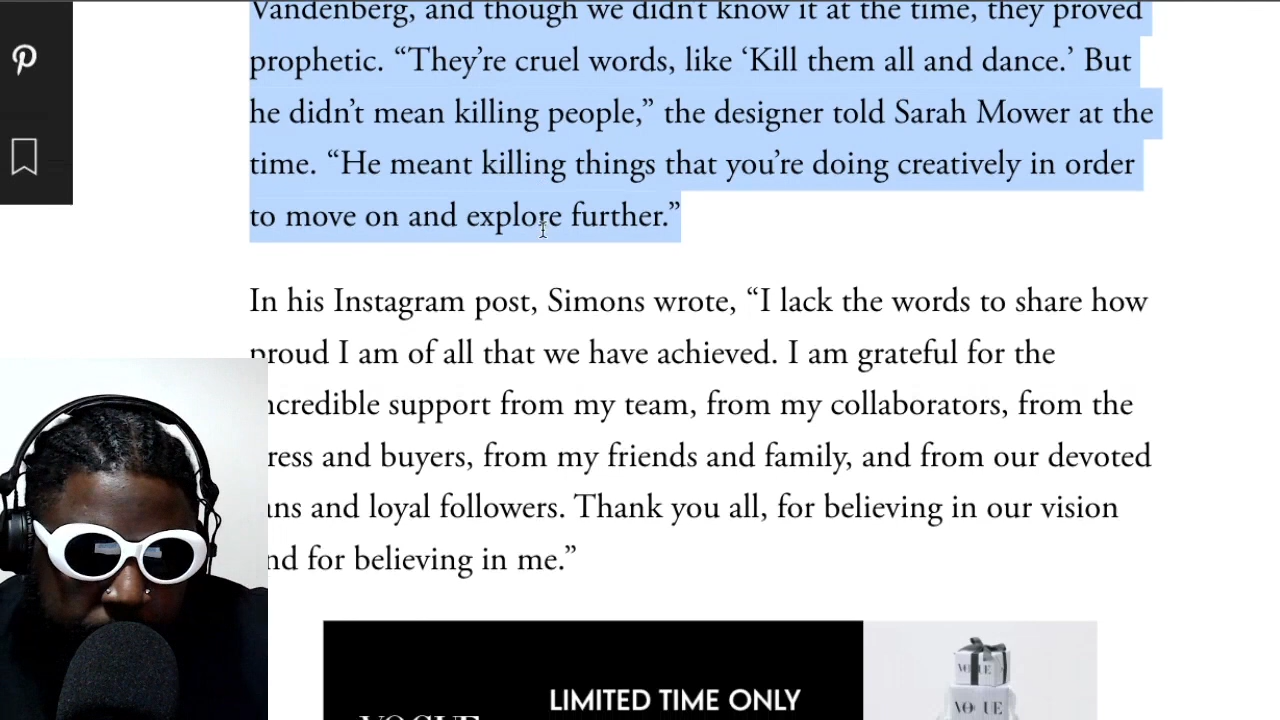 Vandenberg, and though we didn't know it at the time, they proved
prophetic. “They’re cruel words, like ‘Kill them all and dance.’ But
he didn’t mean killing people,” the designer told Sarah Mower at the
time. “He meant killing things that you’re doing creatively in order
to move on and explore further.”
In his Instagram post, Simons wrote, “I lack the words to share how
proud I am of all that we have achieved. I am grateful for the
ncredible support from my team, from my collaborators, from the
ress and buyers, from my friends and family, and from our devoted
ans and loyal followers. Thank you all, for believing in our vision
nd for believing in me.”
LIMITED TIME ONLY
VOGUE
VOGUE
VOGUE